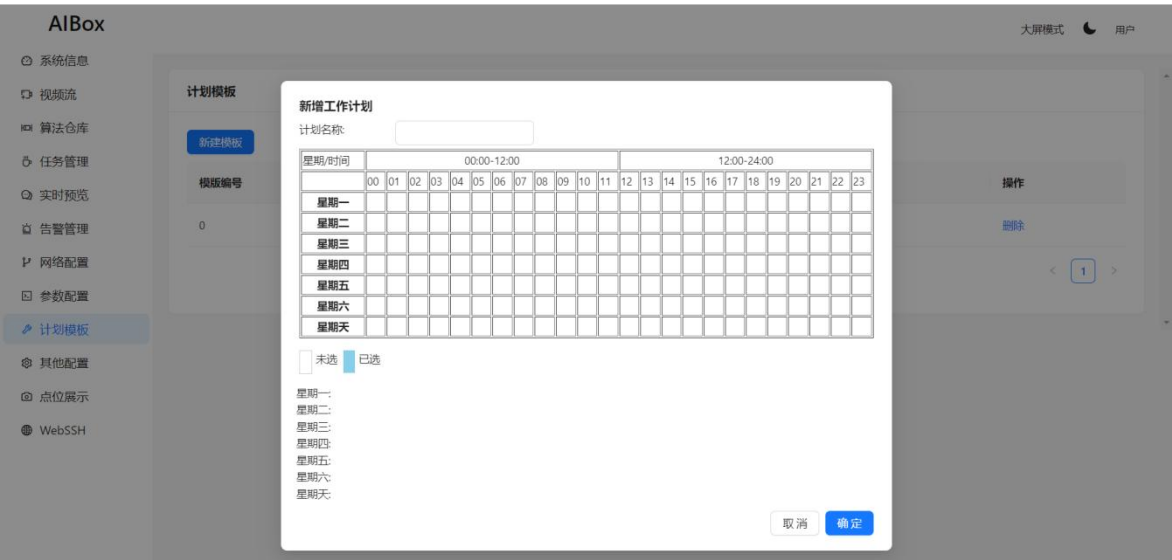 AIBox
大屏模式 用户
系统信息
视频流
算法仓库
任务管理
实时预览
告警管理
网络配置
参数配置
计划模板
其他配置
点位展示
WebSSH
计划模板
新建模板
模版编号
操作
0
删除
1
新增工作计划
计划名称:
星期/时间 00:00-12:00 12:00-24:00
00 01 02 03 04 05 06 07 08 09 10 11 12 13 14 15 16 17 18 19 20 21 22 23
星期一
星期二
星期三
星期四
星期五
星期六
星期天
未选 已选
星期一:
星期二:
星期三:
星期四:
星期五:
星期六:
星期天:
取消 确定